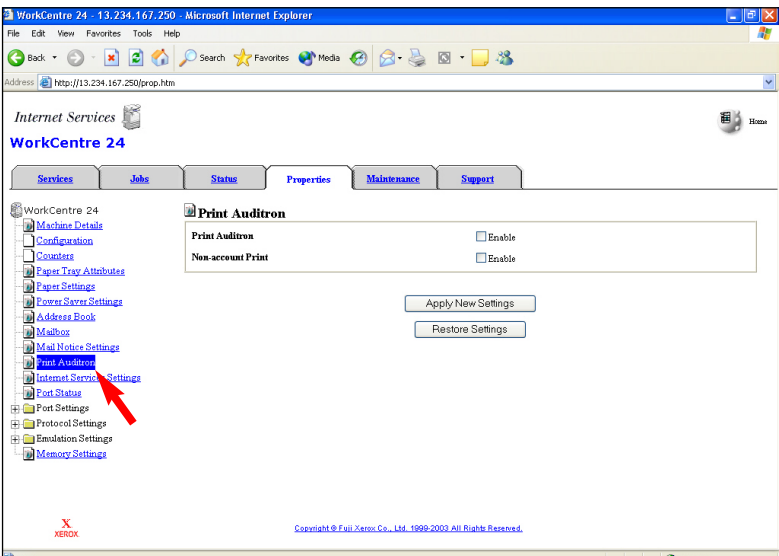 WorkCentre 24 - 13.234.167.250 - Microsoft Internet Explorer
File Edit View Favorites Tools Help
Back Search Favorites Media
Address http://13.234.167.250/prop.htm
Internet Services
Home
WorkCentre 24
Services Jobs Status Properties Maintenance Support
WorkCentre 24
Machine Details
Configuration
Counters
Paper Tray Attributes
Paper Settings
Power Saver Settings
Address Book
Mailbox
Mail Notice Settings
Print Auditron
Internet Services Settings
Port Status
Port Settings
Protocol Settings
Emulation Settings
Memory Settings
Print Auditron
Print Auditron Enable
Non-account Print Enable
Apply New Settings
Restore Settings
X
XEROX
Copyright © Fuji Xerox Co., Ltd. 1999-2003 All Rights Reserved.